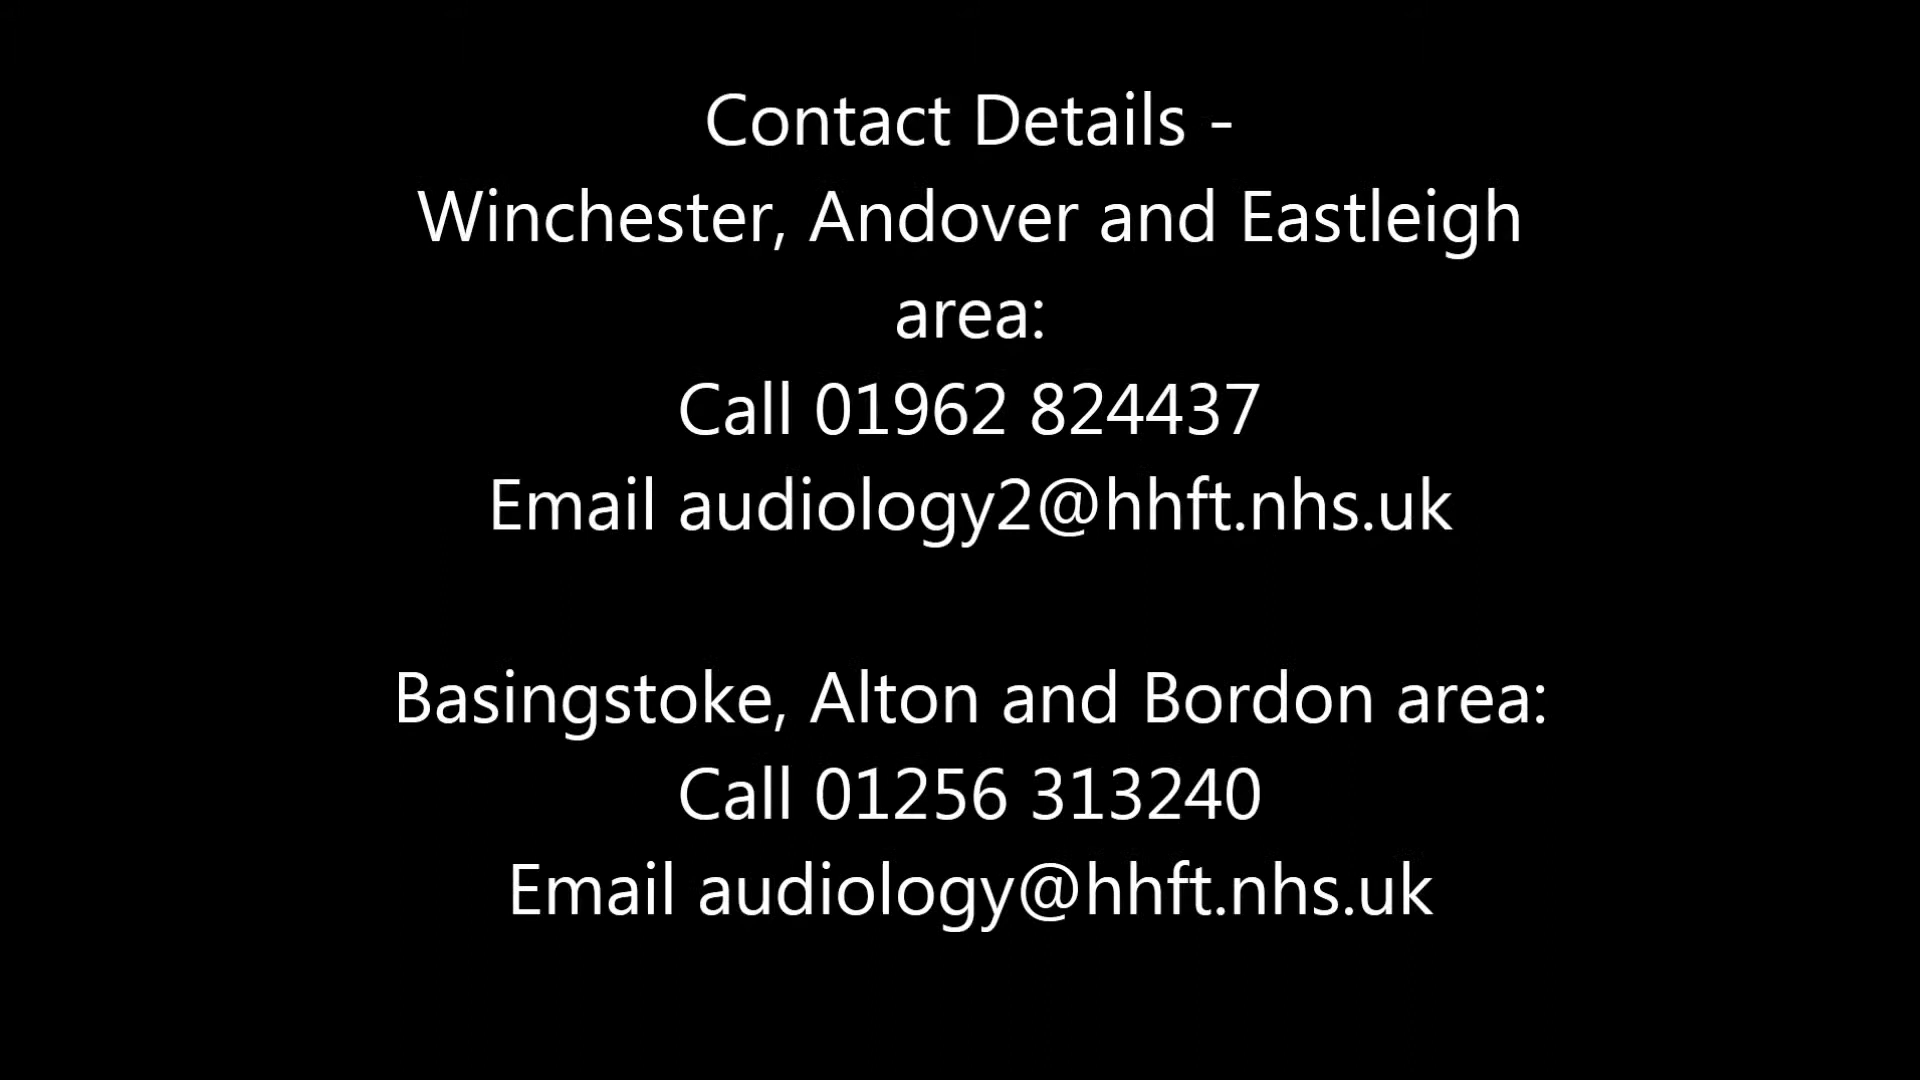 Contact Details -
Winchester, Andover and Eastleigh
area:
Call 01962 824437
Email audiology2@hhft.nhs.uk
Basingstoke, Alton and Bordon area:
Call 01256 313240
Email audiology@hhft.nhs.uk